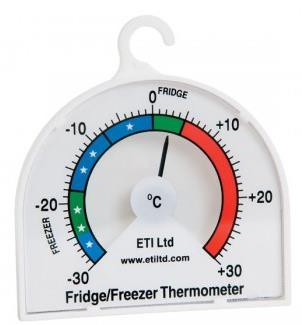 0 FRIDGE
-10 +10
-20 +20
FREEZER
°C
-30 +30
ETI Ltd
www.etiltd.com
Fridge/Freezer Thermometer